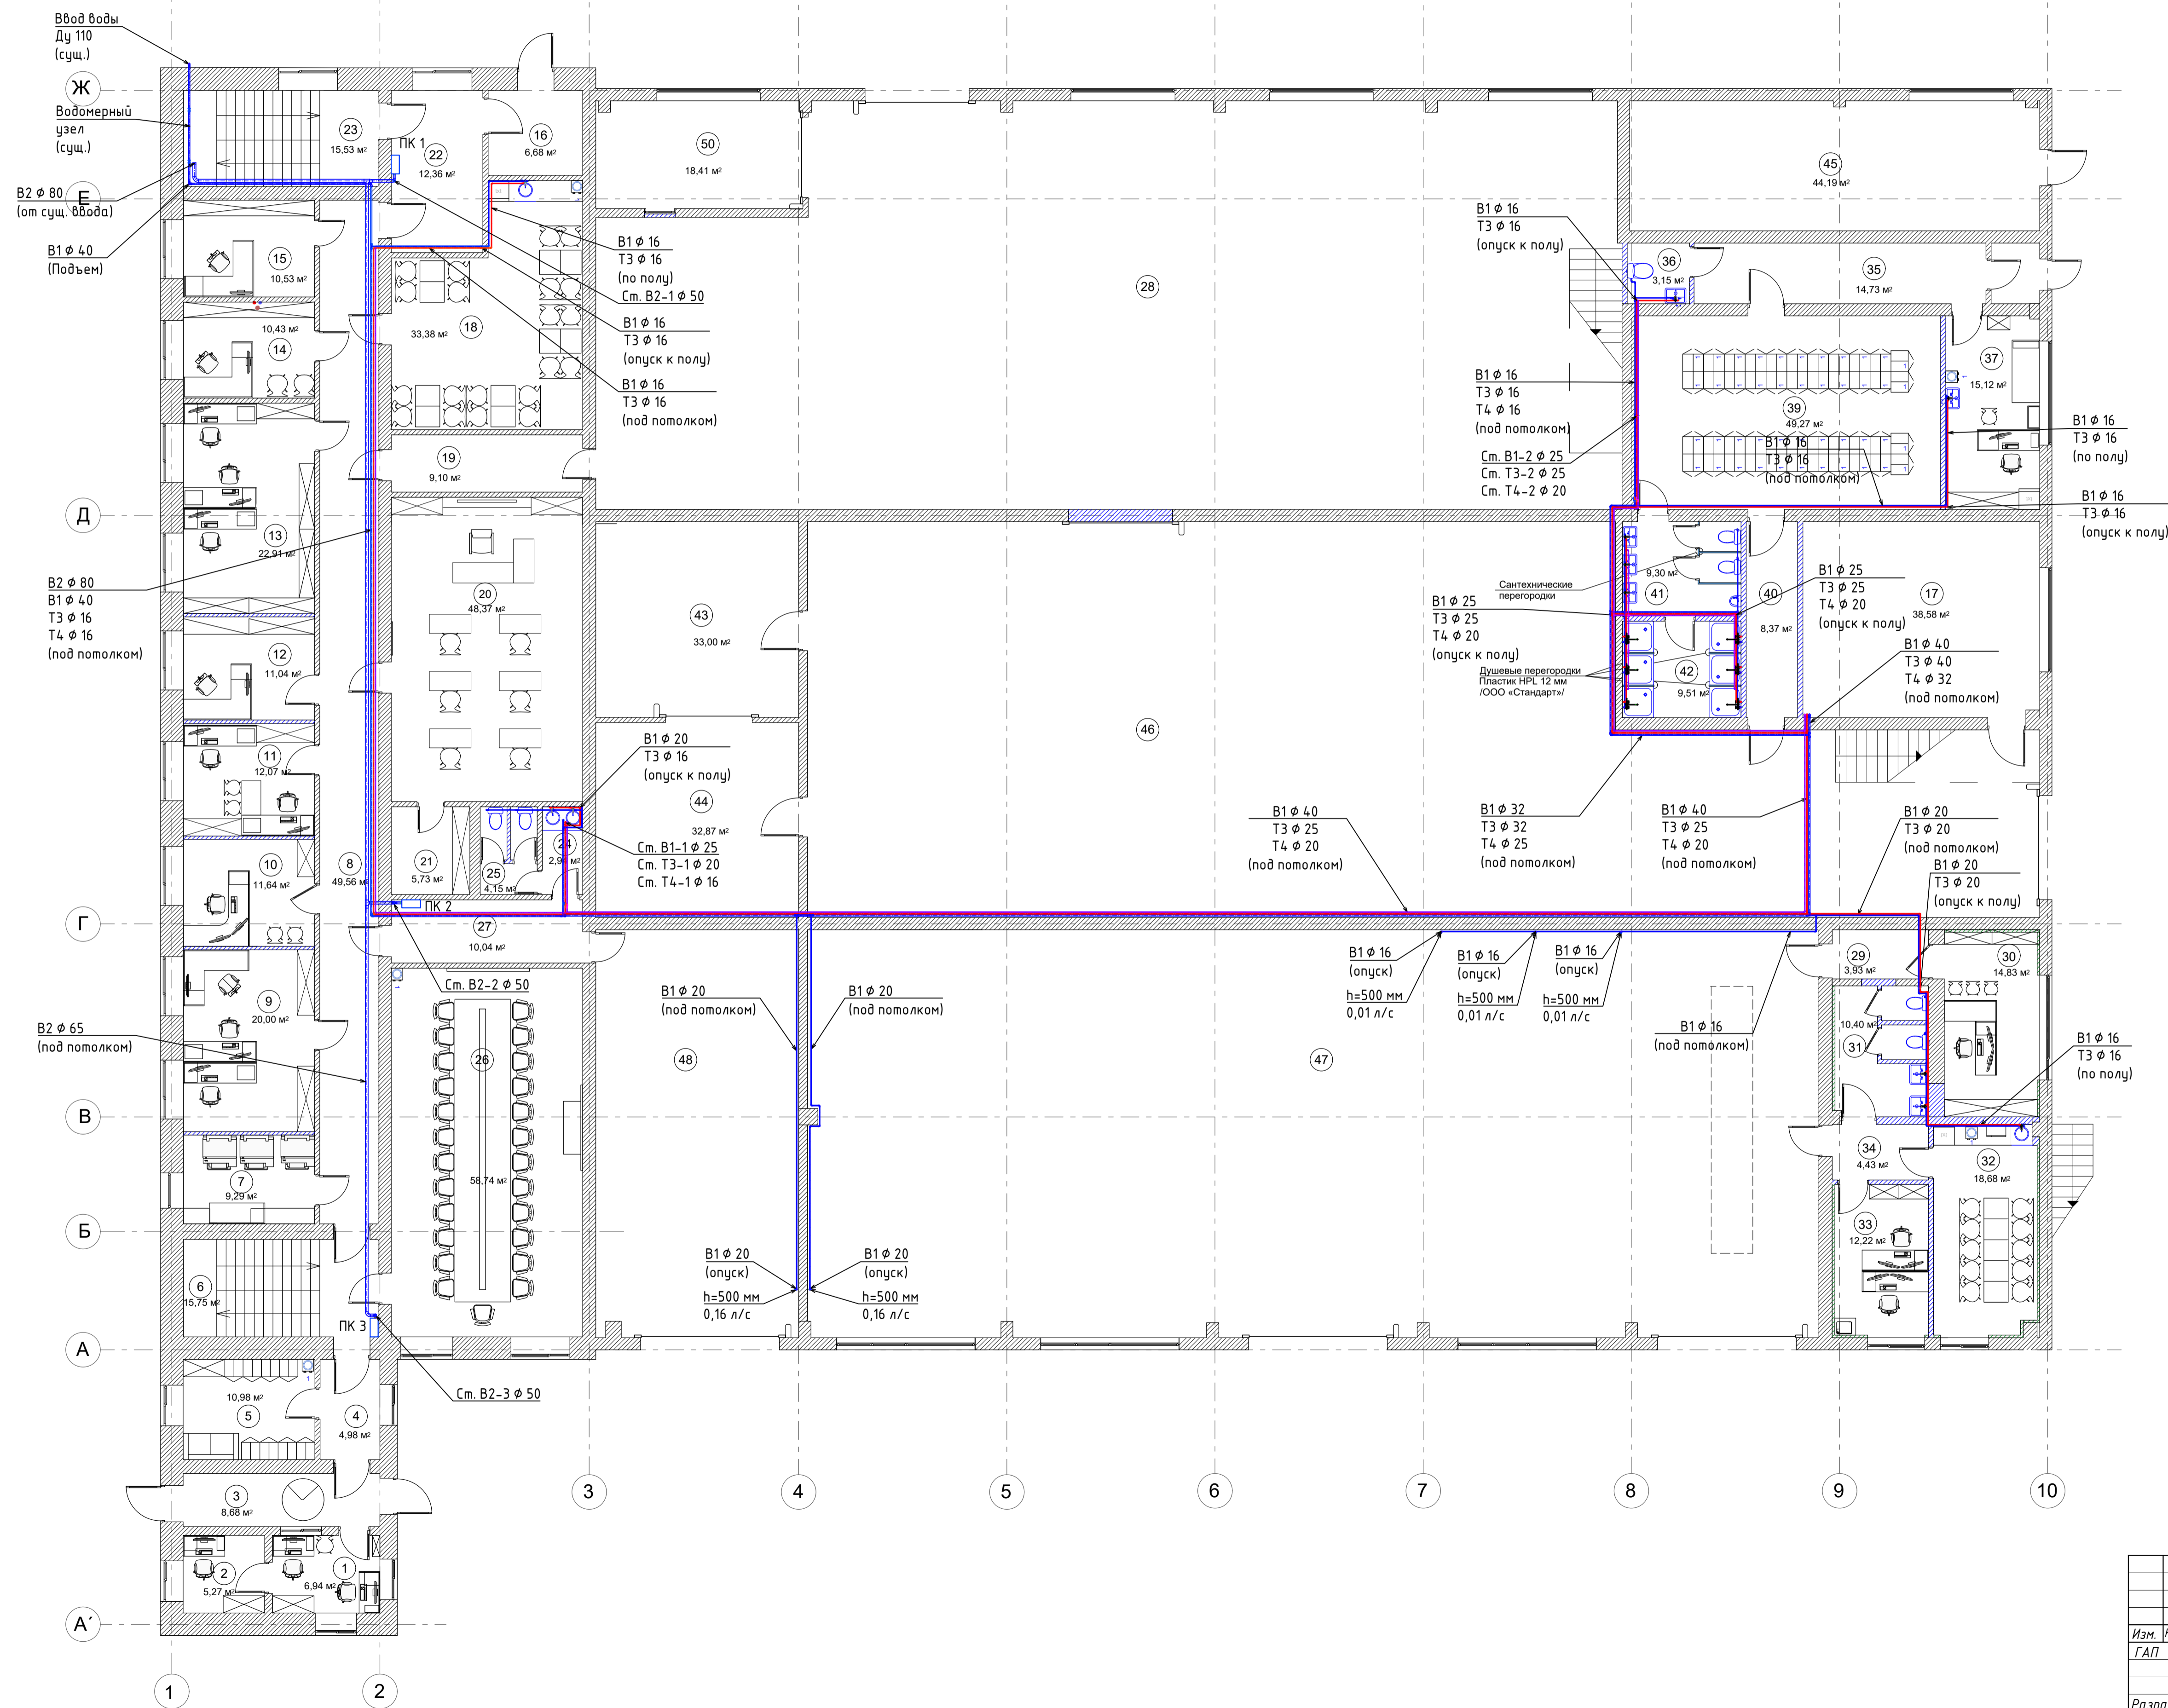 Ввод воды
Ду 110
(сущ.)
Ж
Водомерный
узел
(сущ.)
В2 ϕ 80
(от сущ. ввода)
Е
В1 ϕ 40
(Подъем)
23
15,53 м²
ПК 1
22
12,36 м²
16
6,68 м²
50
18,41 м²
45
44,19 м²
В1 ϕ 16
Т3 ϕ 16
(по полу)
Ст. В2-1 ϕ 50
В1 ϕ 16
Т3 ϕ 16
(опуск к полу)
В1 ϕ 16
Т3 ϕ 16
(под потолком)
15
10,53 м²
10,43 м²
14
18
33,38 м²
28
В1 ϕ 16
Т3 ϕ 16
(опуск к полу)
36
3,15 м²
35
14,73 м²
37
15,12 м²
В1 ϕ 16
Т3 ϕ 16
Т4 ϕ 16
(под потолком)
Ст. В1-2 ϕ 25
Ст. Т3-2 ϕ 25
Ст. Т4-2 ϕ 20
39
49,27 м²
В1 ϕ 16
Т3 ϕ 16
(под потолком)
В1 ϕ 16
Т3 ϕ 16
(по полу)
В1 ϕ 16
Т3 ϕ 16
(опуск к полу)
19
9,10 м²
Д
13
22,91 м²
В2 ϕ 80
В1 ϕ 40
Т3 ϕ 16
Т4 ϕ 16
(под потолком)
20
48,37 м²
43
33,00 м²
Сантехнические
перегородки
9,30 м²
41
В1 ϕ 25
Т3 ϕ 25
Т4 ϕ 20
(опуск к полу)
40
8,37 м²
В1 ϕ 25
Т3 ϕ 25
Т4 ϕ 20
(опуск к полу)
17
38,58 м²
Душевые перегородки
Пластик HPL 12 мм
/ООО «Стандарт»/
42
9,51 м²
В1 ϕ 40
Т3 ϕ 40
Т4 ϕ 32
(под потолком)
12
11,04 м²
11
12,07 м²
46
В1 ϕ 20
Т3 ϕ 16
(опуск к полу)
44
32,87 м²
Ст. В1-1 ϕ 25
Ст. Т3-1 ϕ 20
Ст. Т4-1 ϕ 16
В1 ϕ 40
Т3 ϕ 25
Т4 ϕ 20
(под потолком)
В1 ϕ 32
Т3 ϕ 32
Т4 ϕ 25
(под потолком)
В1 ϕ 40
Т3 ϕ 25
Т4 ϕ 20
(под потолком)
В1 ϕ 20
Т3 ϕ 20
(под потолком)
В1 ϕ 20
Т3 ϕ 20
(опуск к полу)
10
11,64 м²
8
49,56 м²
21
5,73 м²
25
4,15 м²
24
ПК 2
Г
27
10,04 м²
Ст. В2-2 ϕ 50
9
20,00 м²
В2 ϕ 65
(под потолком)
26
58,74 м²
В1 ϕ 20
(под потолком)
В1 ϕ 20
(под потолком)
48
47
В1 ϕ 16
(опуск)
h=500 мм
0,01 л/с
В1 ϕ 16
(опуск)
h=500 мм
0,01 л/с
В1 ϕ 16
(опуск)
h=500 мм
0,01 л/с
В1 ϕ 16
(под потолком)
29
3,93 м²
30
14,83 м²
10,40 м²
31
В1 ϕ 16
Т3 ϕ 16
(по полу)
В
7
9,29 м²
34
4,43 м²
32
18,68 м²
Б
33
12,22 м²
6
15,75 м²
В1 ϕ 20
(опуск)
h=500 мм
0,16 л/с
В1 ϕ 20
(опуск)
h=500 мм
0,16 л/с
ПК 3
А
Ст. В2-3 ϕ 50
10,98 м²
5
4
4,98 м²
3
8,68 м²
3
4
5
6
7
8
9
10
2
5,27 м²
1
6,94 м²
А´
1
2
Изм.
ГАП